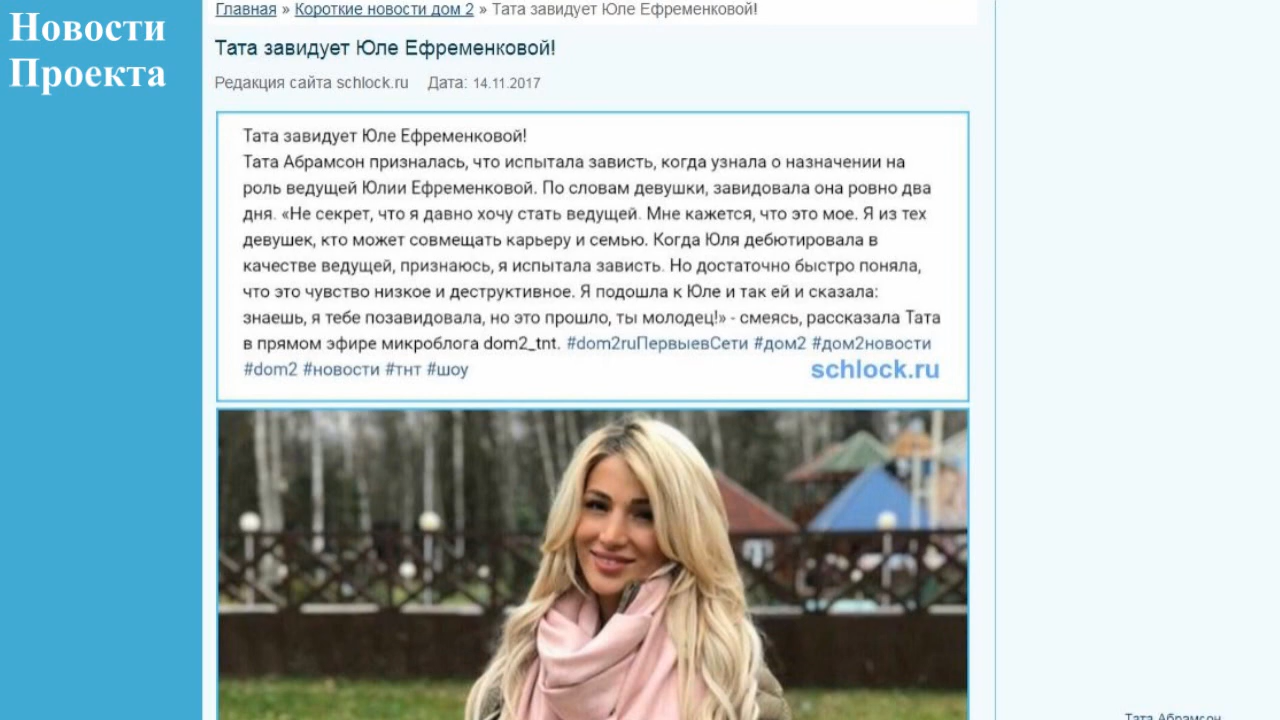 Новости
Проекта
Главная » Короткие новости дом 2 » Тата завидует Юле Ефременковой!
Тата завидует Юле Ефременковой!
Редакция сайта schlock.ru Дата: 14.11.2017
Тата завидует Юле Ефременковой!
Тата Абрамсон призналась, что испытала зависть, когда узнала о назначении на
роль ведущей Юлии Ефременковой. По словам девушки, завидовала она ровно два
дня. «Не секрет, что я давно хочу стать ведущей. Мне кажется, что это мое. Я из тех
девушек, кто может совмещать карьеру и семью. Когда Юля дебютировала в
качестве ведущей, признаюсь, я испытала зависть. Но достаточно быстро поняла,
что это чувство низкое и деструктивное. Я подошла к Юле и так ей и сказала:
знаешь, я тебе позавидовала, но это прошло, ты молодец!» - смеясь, рассказала Тата
в прямом эфире микроблога dom2_tnt. #dom2ruПервыевСети #дом2 #дом2новости
#dom2 #новости #тнт #шоу
schlock.ru
Тата Абрамсон